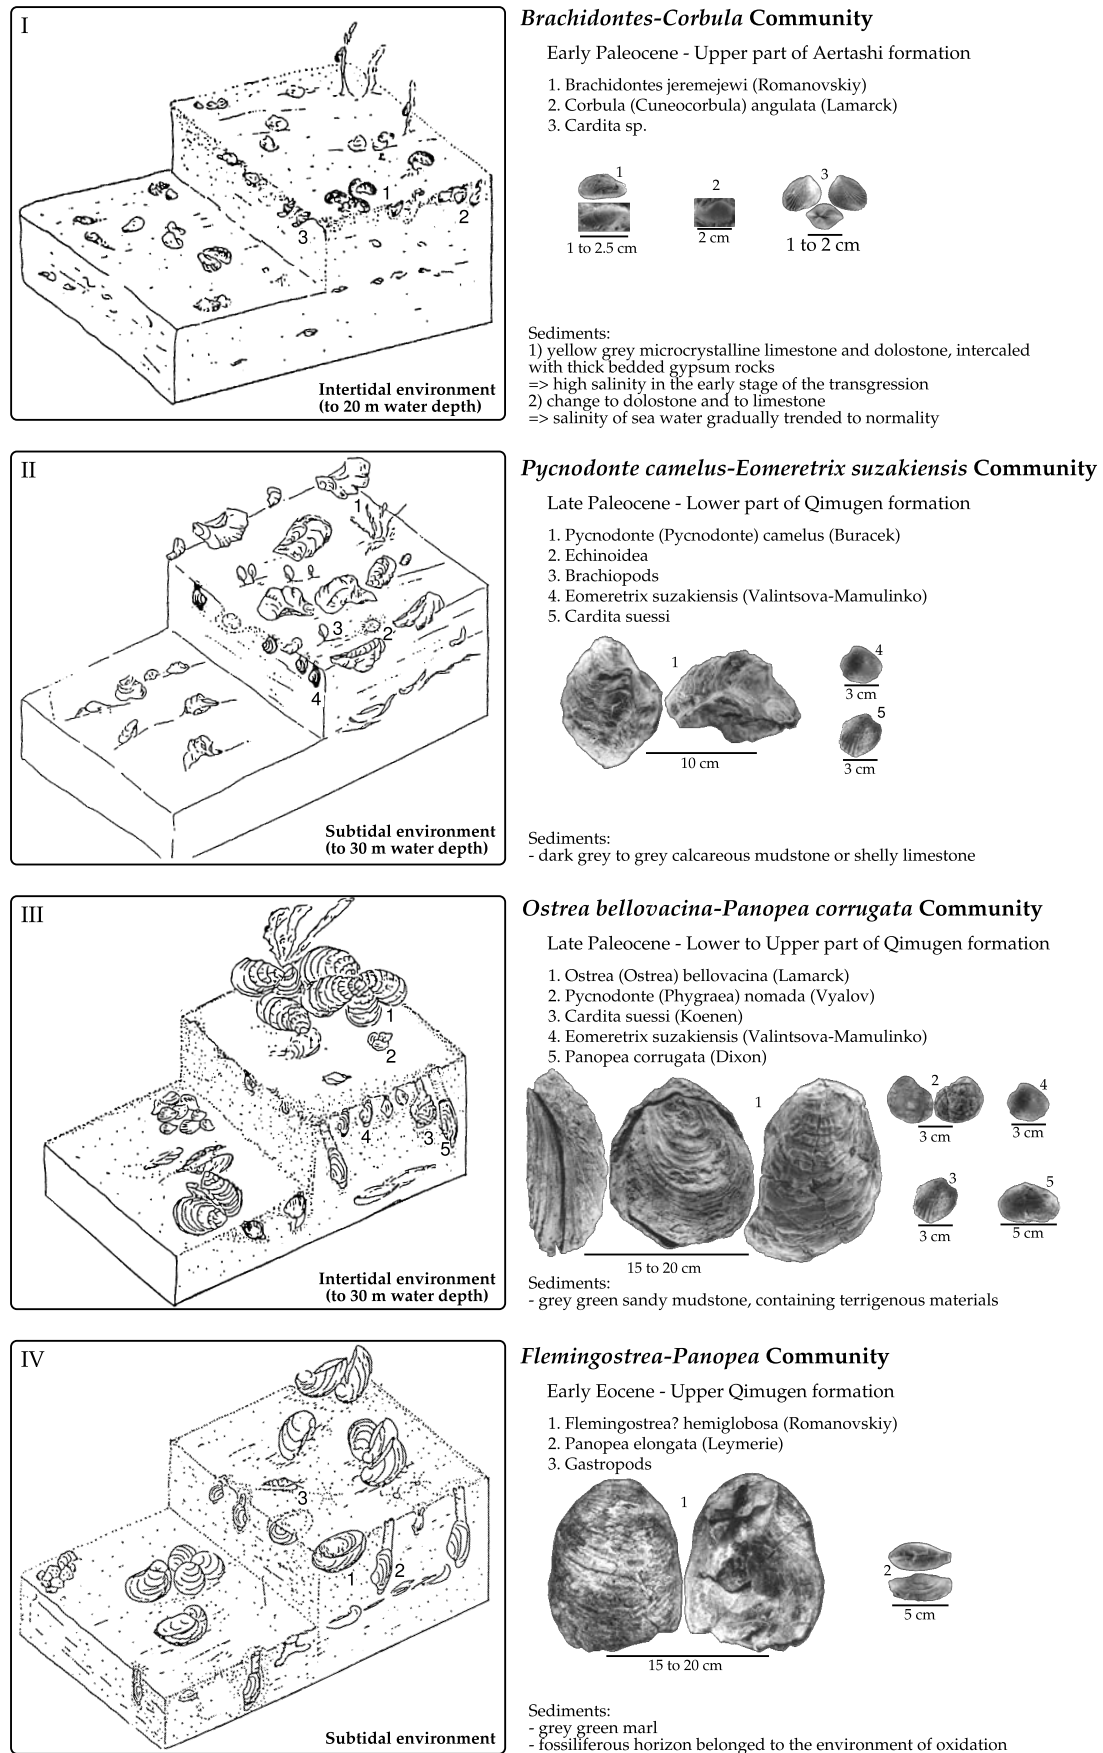 I
Brachidontes-Corbula Community
Early Paleocene - Upper part of Aertashi formation
1. Brachidontes jeremejewi (Romanovskiy)
2. Corbula (Cuneocorbula) angulata (Lamarck)
3. Cardita sp.
1
2
3
1
2
3
1 to 2.5 cm
2 cm
1 to 2 cm
Intertidal environment
(to 20 m water depth)
Sediments:
1) yellow grey microcrystalline limestone and dolostone, intercaled
with thick bedded gypsum rocks
=> high salinity in the early stage of the transgression
2) change to dolostone and to limestone
=> salinity of sea water gradually trended to normality
II
Pycnodonte camelus-Eomeretrix suzakiensis Community
Late Paleocene - Lower part of Qimugen formation
1. Pycnodonte (Pycnodonte) camelus (Buracek)
2. Echinoidea
3. Brachiopods
4. Eomeretrix suzakiensis (Valintsova-Mamulinko)
5. Cardita suessi
1
3
2
4
1
4
3 cm
5
10 cm
3 cm
Subtidal environment
(to 30 m water depth)
Sediments:
- dark grey to grey calcareous mudstone or shelly limestone
III
Ostrea bellovacina-Panopea corrugata Community
Late Paleocene - Lower to Upper part of Qimugen formation
1. Ostrea (Ostrea) bellovacina (Lamarck)
2. Pycnodonte (Phygraea) nomada (Vyalov)
3. Cardita suessi (Koenen)
4. Eomeretrix suzakiensis (Valintsova-Mamulinko)
5. Panopea corrugata (Dixon)
1
2
4
3
5
1
2
4
3 cm
3 cm
3
5
3 cm
5 cm
15 to 20 cm
Intertidal environment
(to 30 m water depth)
Sediments:
- grey green sandy mudstone, containing terrigenous materials
IV
Flemingostrea-Panopea Community
Early Eocene - Upper Qimugen formation
1. Flemingostrea? hemiglobosa (Romanovskiy)
2. Panopea elongata (Leymerie)
3. Gastropods
3
1
2
1
2
5 cm
15 to 20 cm
Subtidal environment
Sediments:
- grey green marl
- fossiliferous horizon belonged to the environment of oxidation